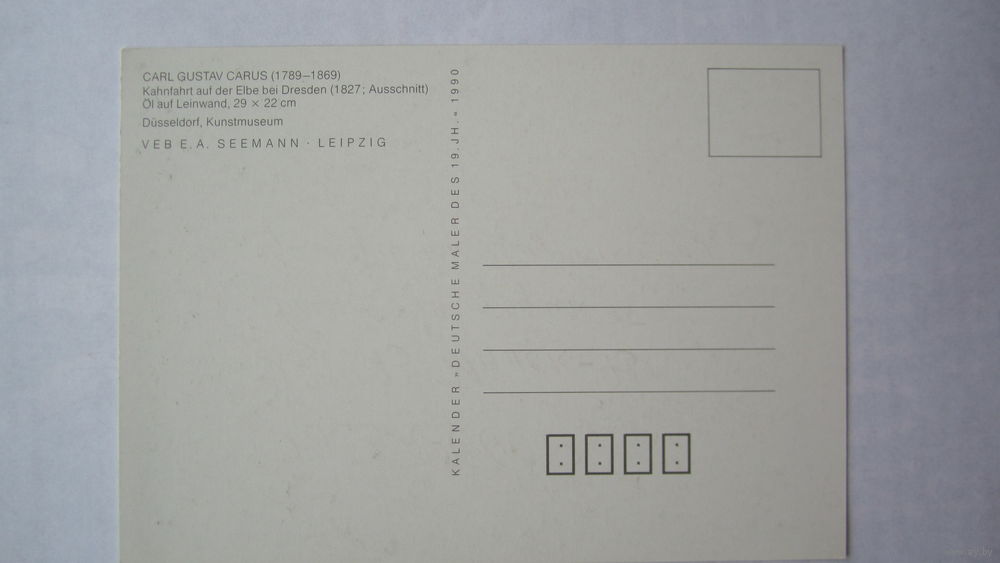 CARL GUSTAV CARUS (1789–1869)
Kahnfahrt auf der Elbe bei Dresden (1827; Ausschnitt)
Öl auf Leinwand, 29 × 22 cm
Düsseldorf, Kunstmuseum
VEB E. A. SEEMANN · LEIPZIG
KALENDER »DEUTSCHE MALER DES 19. JH.« 1990